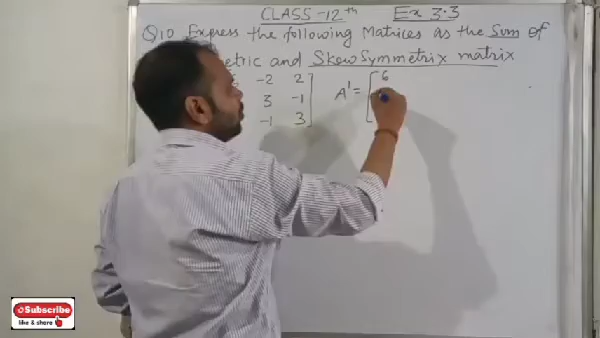 CLASS-12th Ex 3.3
Q10 Express the following Matrices as the Sum of
metric and Skew Symmetrix matrix
-2 2
3 -1
-1 3
A' = [ 6
Subscribe
like & share